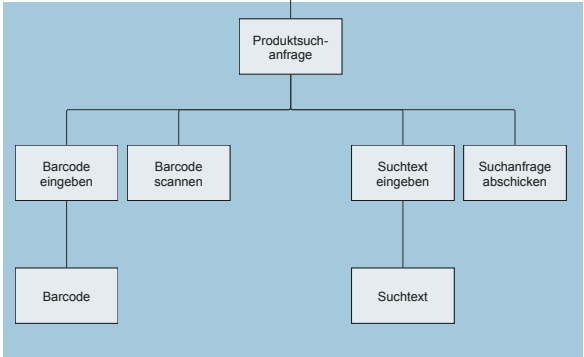 Produktsuch-
anfrage
Barcode
eingeben
Barcode
scannen
Suchtext
eingeben
Suchanfrage
abschicken
Barcode
Suchtext